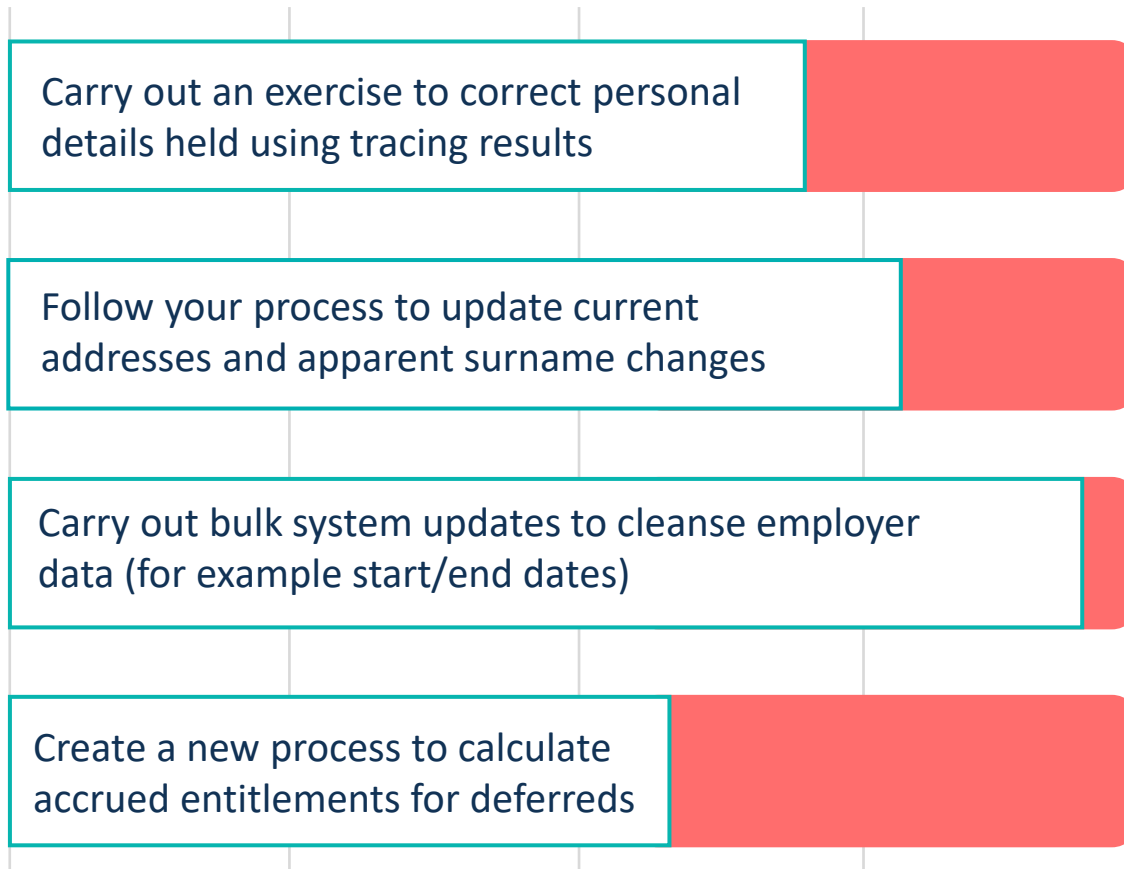 Carry out an exercise to correct personal
details held using tracing results
Follow your process to update current
addresses and apparent surname changes
Carry out bulk system updates to cleanse employer
data (for example start/end dates)
Create a new process to calculate
accrued entitlements for deferreds